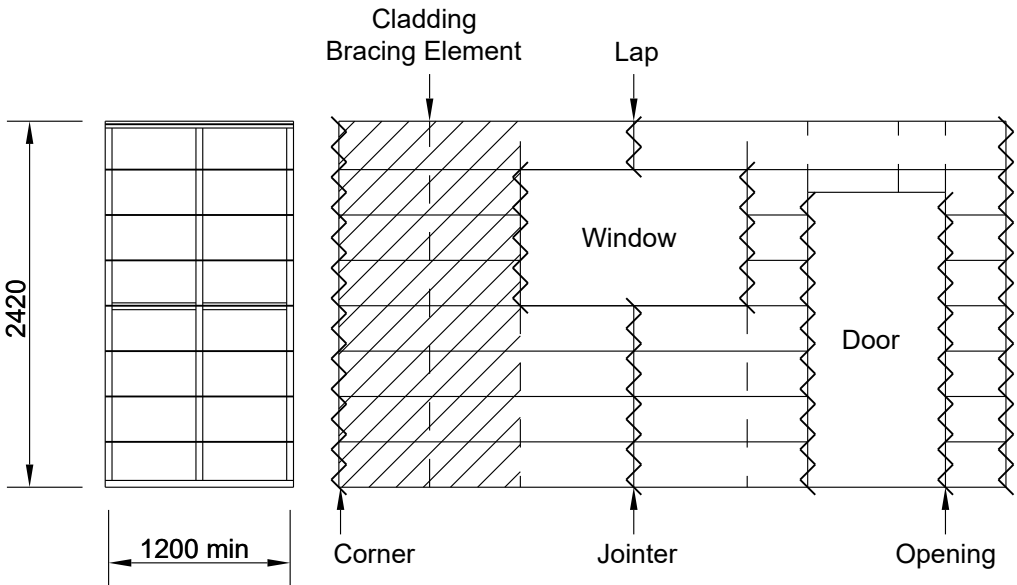 Cladding
Bracing Element
Lap
2420
Window
Door
1200 min
Corner
Jointer
Opening